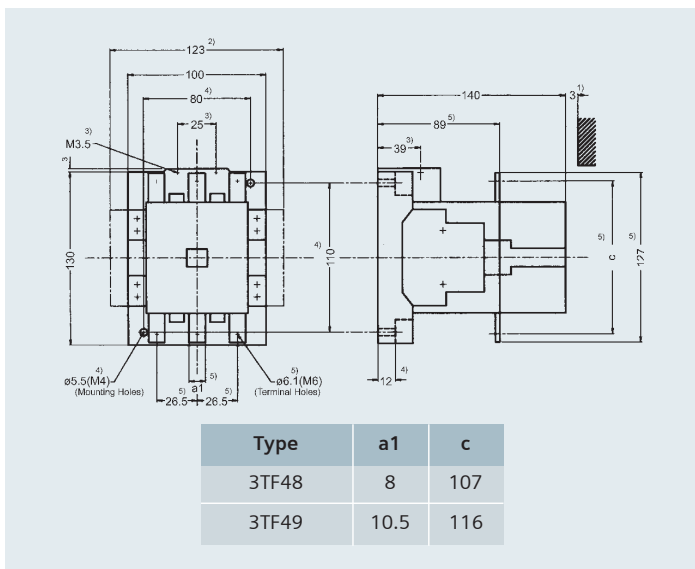 123 2)
100
80 4)
25 3)
M3.5 3)
3
130
110 4)
ø5.5(M4) 4)
(Mounting Holes)
a1 5)
26.5 5)
26.5 5)
ø6.1(M6) 5)
(Terminal Holes)
140
3 1)
89 5)
39 3)
c 5)
127 5)
12 4)
Type a1 c
3TF48 8 107
3TF49 10.5 116